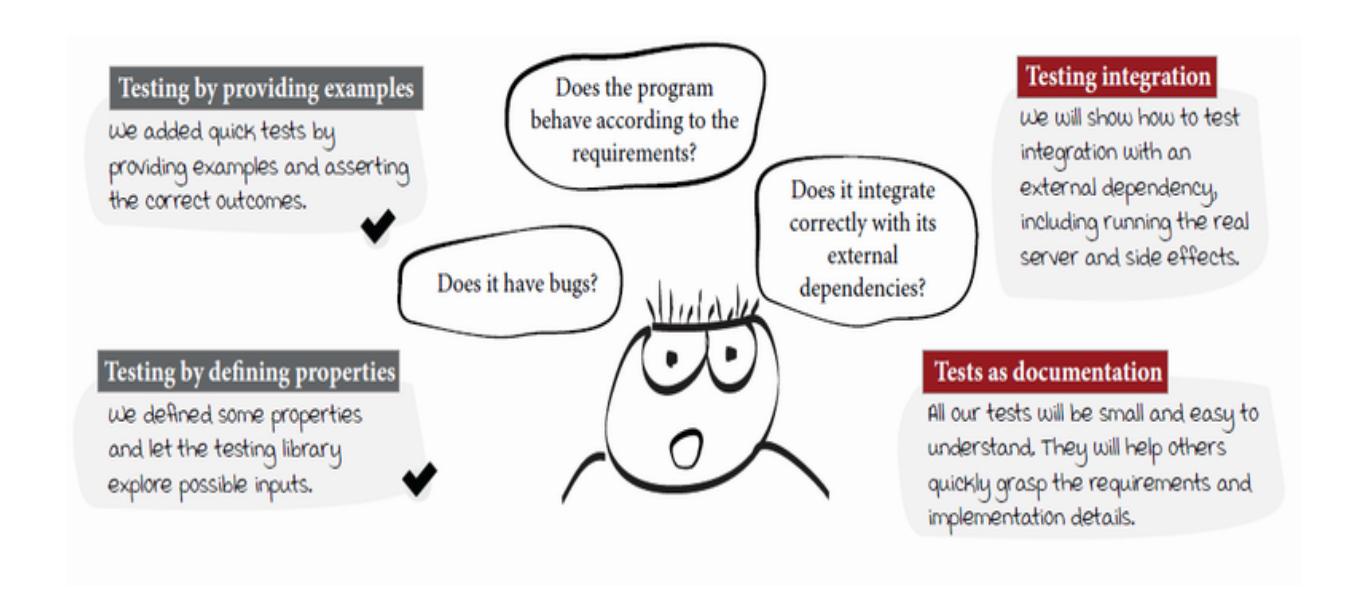 Testing by providing examples
we added quick tests by
providing examples and asserting
the correct outcomes.
Does the program
behave according to the
requirements?
Testing integration
we will show how to test
integration with an
external dependency,
including running the real
server and side effects.
Does it integrate
correctly with its
external
dependencies?
Does it have bugs?
Testing by defining properties
we defined some properties
and let the testing library
explore possible inputs.
Tests as documentation
All our tests will be small and easy to
understand. They will help others
quickly grasp the requirements and
implementation details.